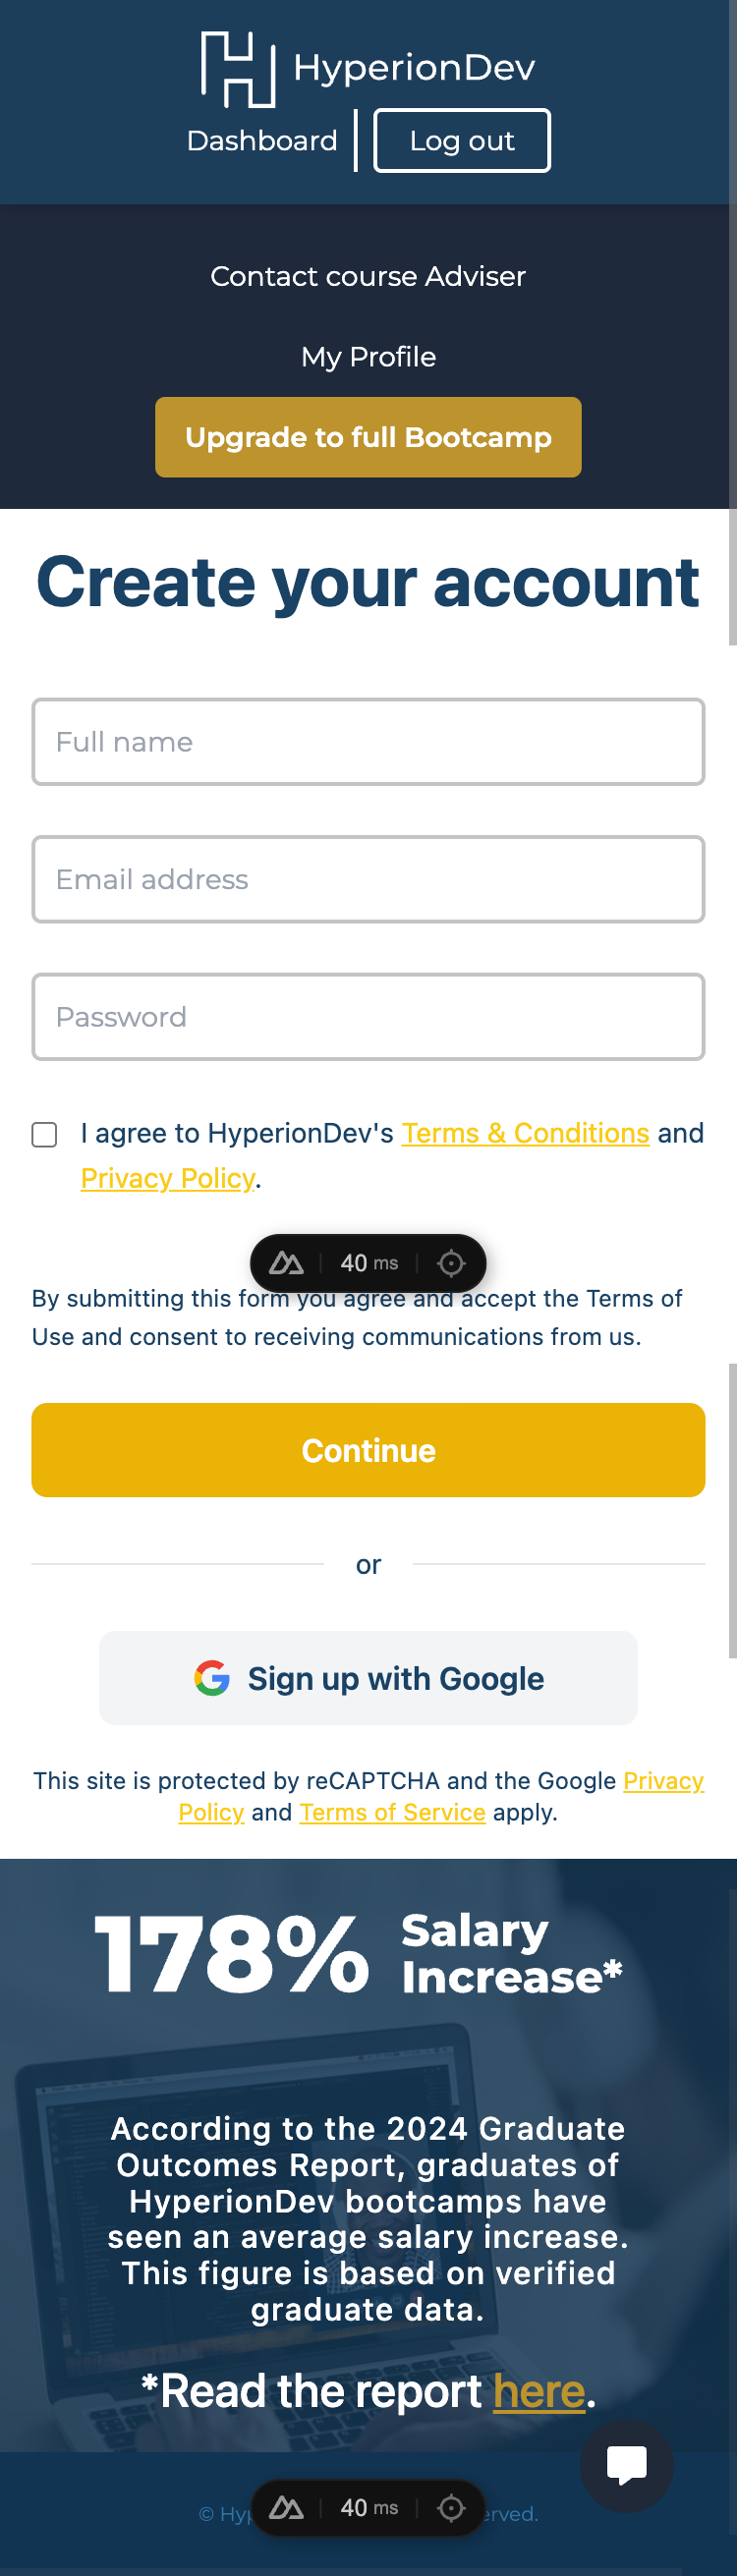 HyperionDev
Dashboard
Log out
Contact course Adviser
My Profile
Upgrade to full Bootcamp
Create your account
Full name
Email address
Password
I agree to HyperionDev's Terms & Conditions and
Privacy Policy.
40 ms
By submitting this form you agree and accept the Terms of
Use and consent to receiving communications from us.
Continue
or
Sign up with Google
This site is protected by reCAPTCHA and the Google Privacy
Policy and Terms of Service apply.
178% Salary
Increase*
According to the 2024 Graduate
Outcomes Report, graduates of
HyperionDev bootcamps have
seen an average salary increase.
This figure is based on verified
graduate data.
*Read the report here.
©
40 ms